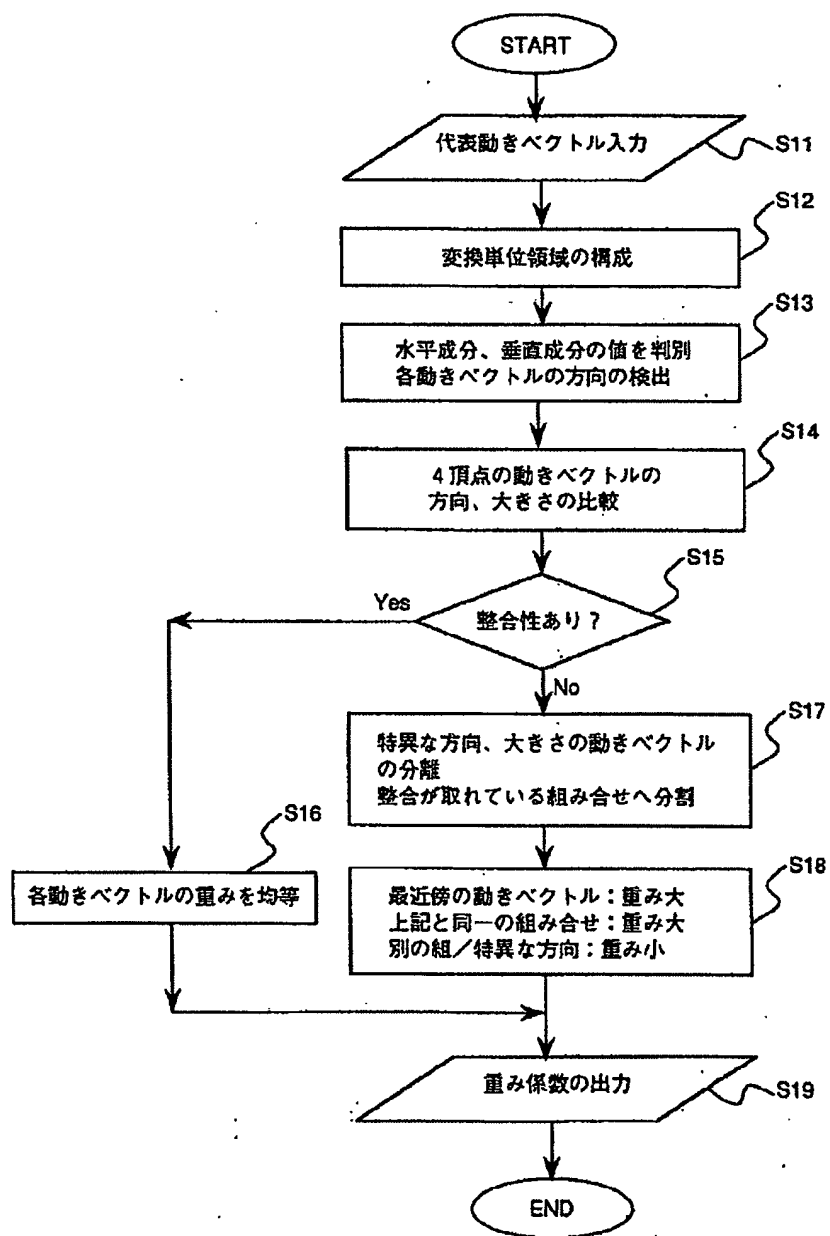 START
代表動きベクトル入力
S11
S12
変換単位領域の構成
S13
水平成分、垂直成分の値を判別
各動きベクトルの方向の検出
S14
4頂点の動きベクトルの
方向、大きさの比較
S15
Yes
整合性あり?
No
S17
特異な方向、大きさの動きベクトル
の分離
整合が取れている組み合せへ分割
S16
各動きベクトルの重みを均等
S18
最近傍の動きベクトル:重み大
上記と同一の組み合せ:重み大
別の組/特異な方向:重み小
重み係数の出力
S19
END